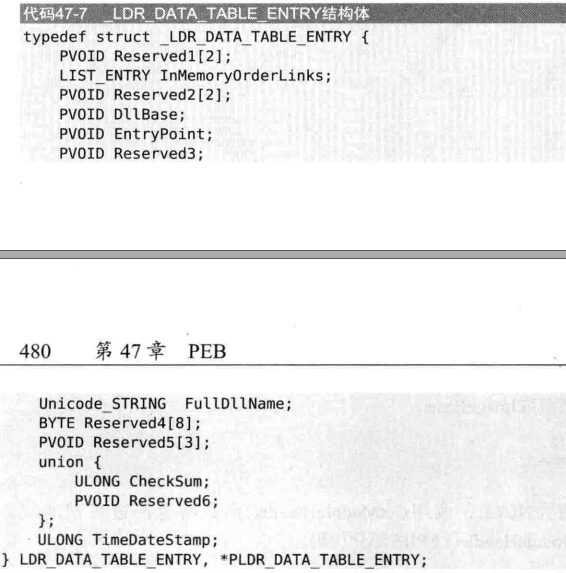 代码47-7 _LDR_DATA_TABLE_ENTRY结构体
typedef struct _LDR_DATA_TABLE_ENTRY {
    PVOID Reserved1[2];
    LIST_ENTRY InMemoryOrderLinks;
    PVOID Reserved2[2];
    PVOID DllBase;
    PVOID EntryPoint;
    PVOID Reserved3;
480 第 47 章 PEB
    Unicode_STRING FullDllName;
    BYTE Reserved4[8];
    PVOID Reserved5[3];
    union {
        ULONG CheckSum;
        PVOID Reserved6;
    };
    ULONG TimeDateStamp;
} LDR_DATA_TABLE_ENTRY, *PLDR_DATA_TABLE_ENTRY;